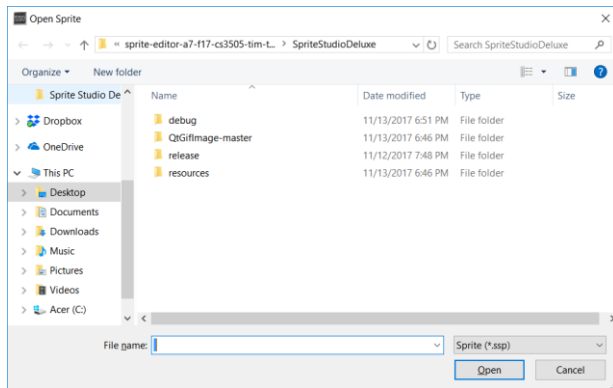 Open Sprite
« sprite-editor-a7-f17-cs3505-tim-t... > SpriteStudioDeluxe
Search SpriteStudioDeluxe
Organize
New folder
Sprite Studio De
Dropbox
OneDrive
This PC
Desktop
Documents
Downloads
Music
Pictures
Videos
Acer (C:)
Name Date modified Type Size
debug 11/13/2017 6:51 PM File folder
QtGifImage-master 11/13/2017 6:46 PM File folder
release 11/12/2017 7:48 PM File folder
resources 11/13/2017 6:46 PM File folder
File name:
Sprite (*.ssp)
Open
Cancel